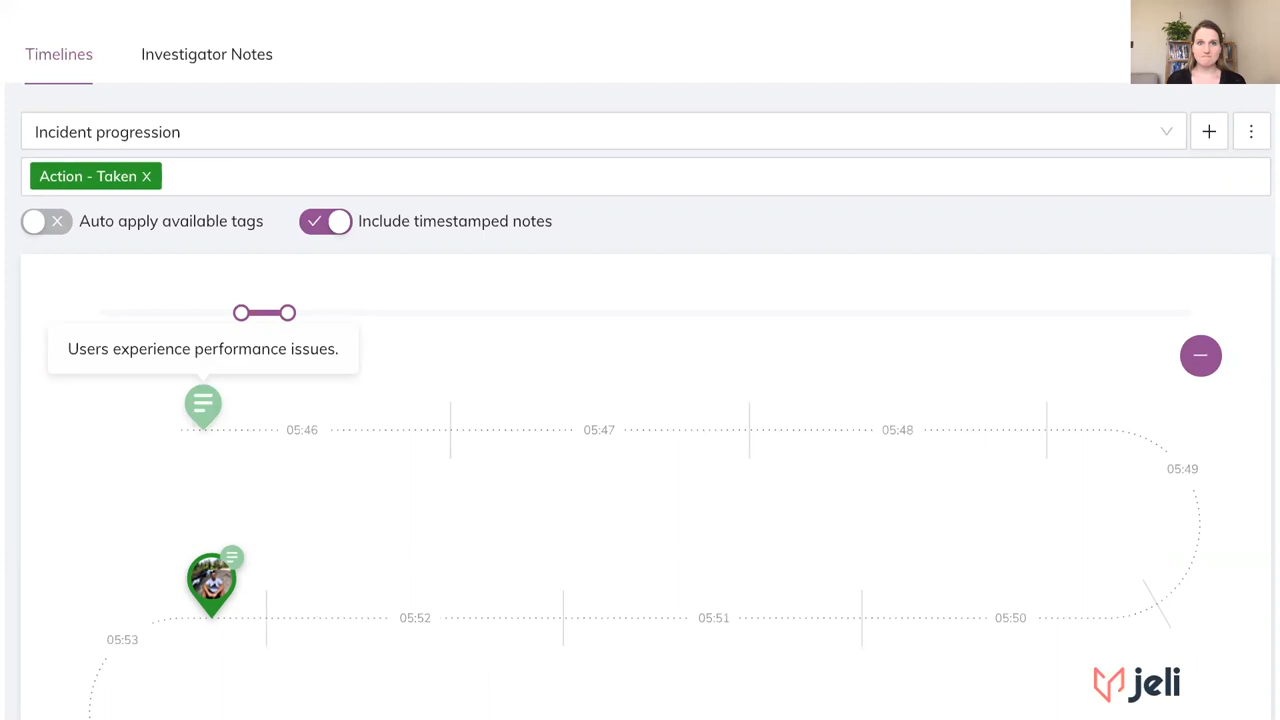 Timelines Investigator Notes
Incident progression
Action - Taken X
Auto apply available tags Include timestamped notes
Users experience performance issues.
05:46 05:47 05:48
05:49
05:52 05:51 05:50
05:53
jeli